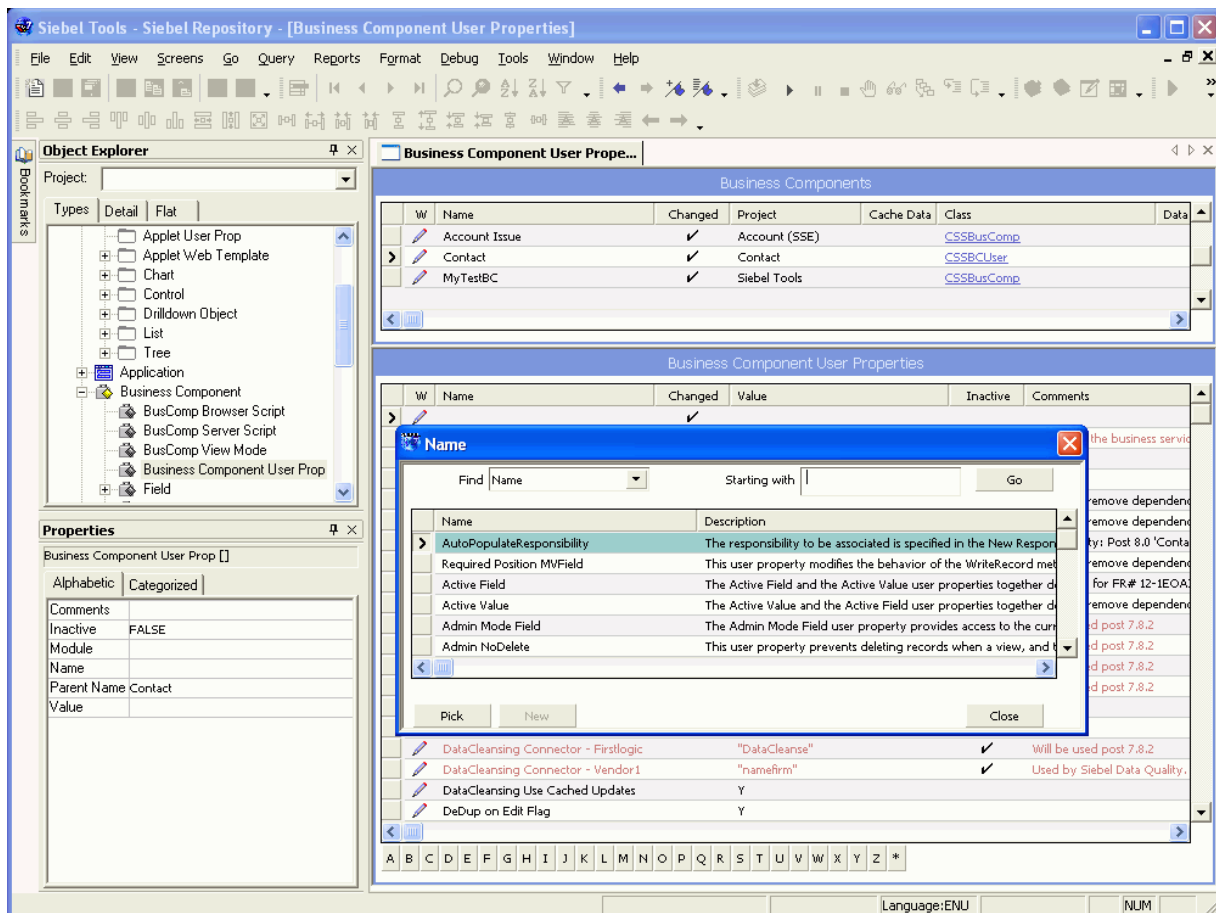 Siebel Tools - Siebel Repository - [Business Component User Properties]
File Edit View Screens Go Query Reports Format Debug Tools Window Help
Bookmarks
Object Explorer
Project:
Types Detail Flat
Applet User Prop
Applet Web Template
Chart
Control
Drilldown Object
List
Tree
Application
Business Component
BusComp Browser Script
BusComp Server Script
BusComp View Mode
Business Component User Prop
Field
Properties
Business Component User Prop []
Alphabetic Categorized
Comments
Inactive FALSE
Module
Name
Parent Name Contact
Value
Business Component User Prope...
Business Components
W Name Changed Project Cache Data Class Data
Account Issue Account (SSE) CSSBusComp
Contact Contact CSSBCUser
MyTestBC Siebel Tools CSSBusComp
Business Component User Properties
W Name Changed Value Inactive Comments
the business servic
remove dependenc
remove dependenc
ty: Post 8.0 'Conta
remove dependenc
for FR# 12-1EOA
remove dependenc
ed post 7.8.2
ed post 7.8.2
ed post 7.8.2
ed post 7.8.2
Name
Find Name Starting with Go
Name Description
AutoPopulateResponsibility The responsibility to be associated is specified in the New Respon
Required Position MVField This user property modifies the behavior of the WriteRecord met
Active Field The Active Field and the Active Value user properties together d
Active Value The Active Value and the Active Field user properties together d
Admin Mode Field The Admin Mode Field user property provides access to the curr
Admin NoDelete This user property prevents deleting records when a view, and t
Pick New Close
DataCleansing Connector - Firstlogic "DataCleanse" Will be used post 7.8.2
DataCleansing Connector - Vendor1 "namefirm" Used by Siebel Data Quality.
DataCleansing Use Cached Updates Y
DeDup on Edit Flag Y
A B C D E F G H I J K L M N O P Q R S T U V W X Y Z *
Language:ENU NUM